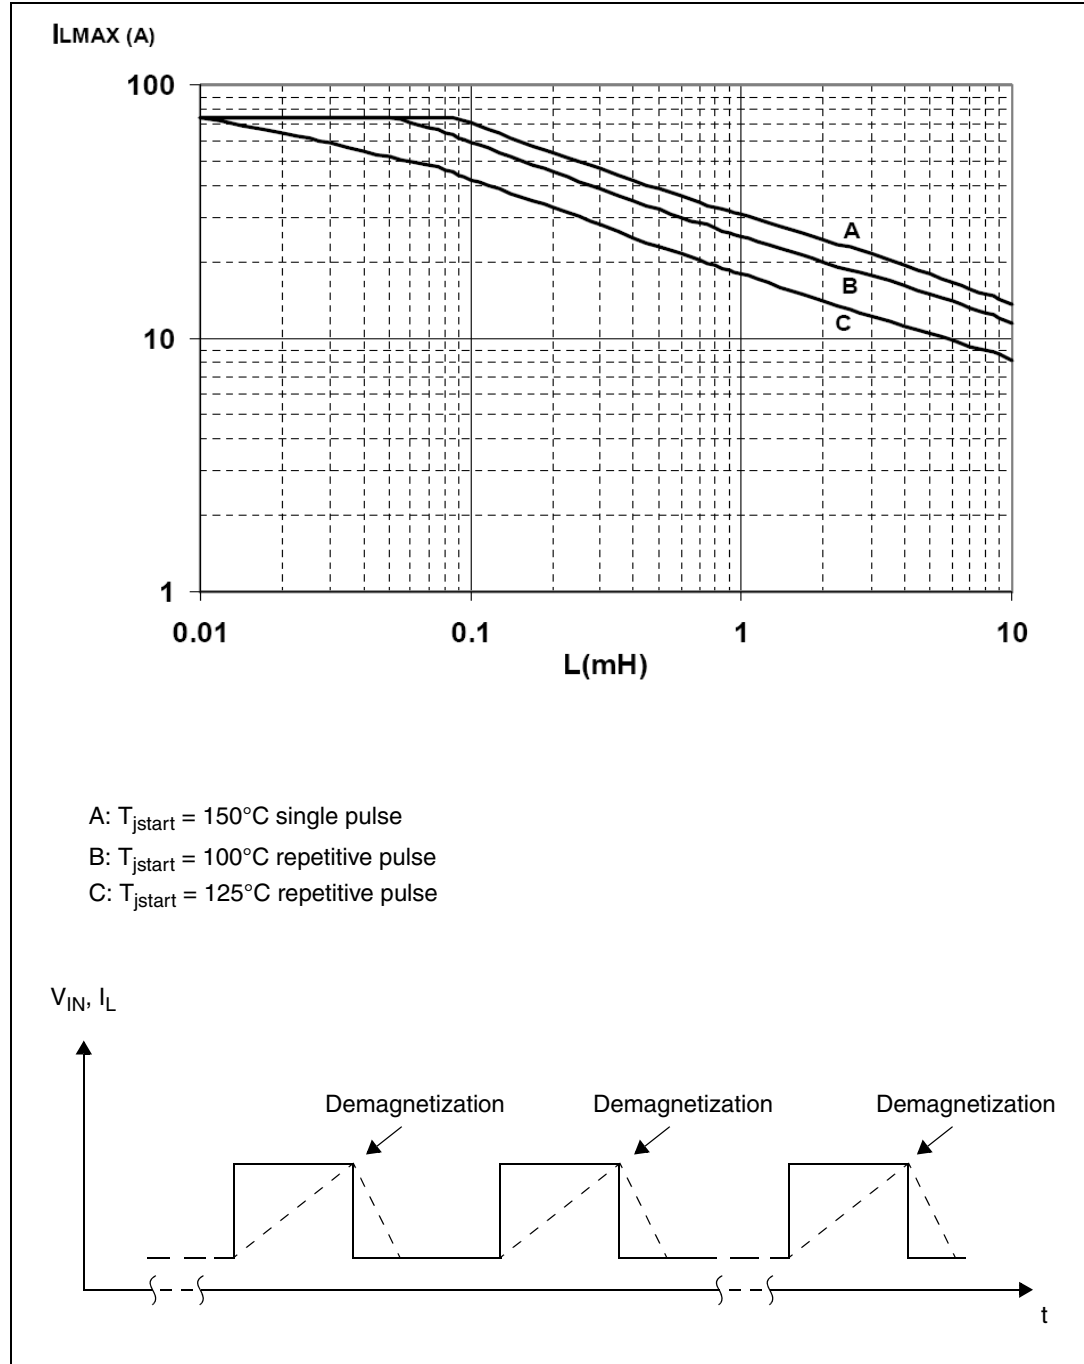 ILMAX (A)
100
10
1
A
B
C
0.01 0.1 1 10
L(mH)
A: Tjstart = 150°C single pulse
B: Tjstart = 100°C repetitive pulse
C: Tjstart = 125°C repetitive pulse
VIN, IL
Demagnetization Demagnetization Demagnetization
t